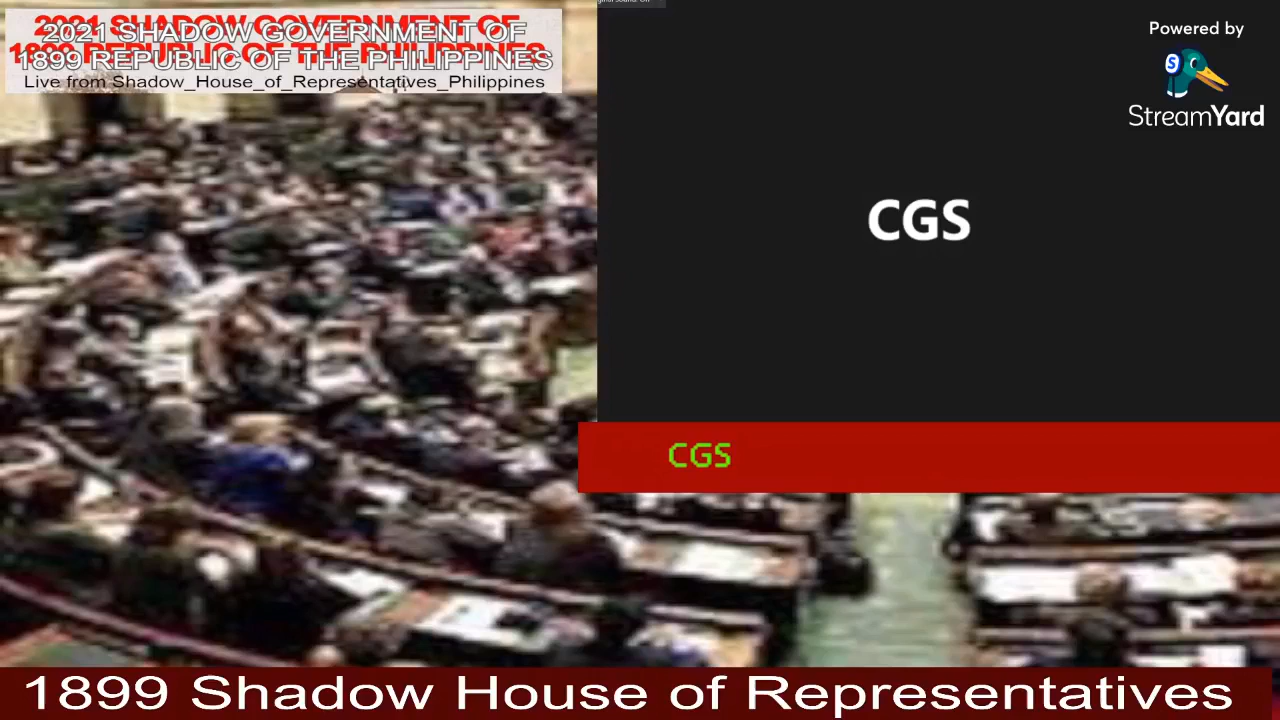 2021 SHADOW GOVERNMENT OF
1899 REPUBLIC OF THE PHILIPPINES
Live from Shadow_House_of_Representatives_Philippines
Powered by
S
StreamYard
CGS
CGS
1899 Shadow House of Representatives